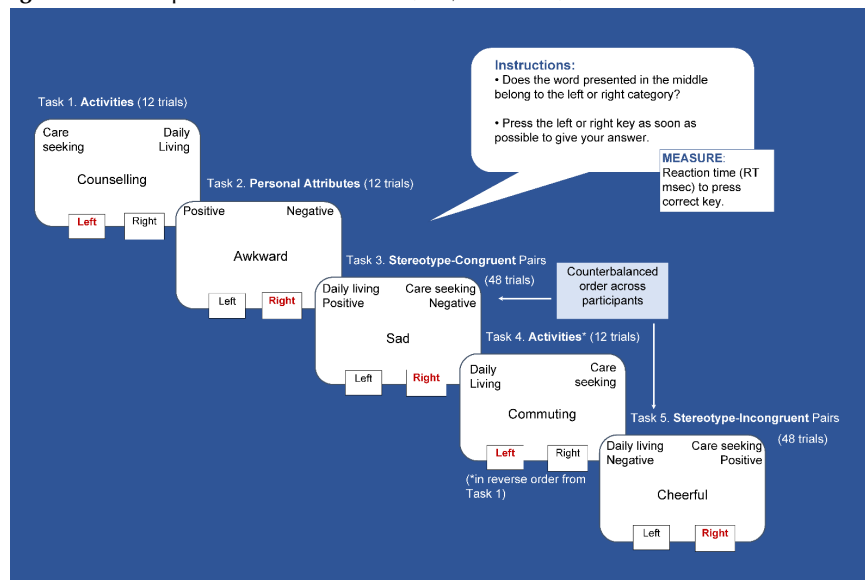 Instructions:
• Does the word presented in the middle
belong to the left or right category?
• Press the left or right key as soon as
possible to give your answer.
MEASURE:
Reaction time (RT
msec) to press
correct key.
Task 1. Activities (12 trials)
Care
seeking
Daily
Living
Counselling
Left
Right
Task 2. Personal Attributes (12 trials)
Positive
Negative
Awkward
Left
Right
Task 3. Stereotype-Congruent Pairs
(48 trials)
Daily living
Positive
Care seeking
Negative
Sad
Left
Right
Counterbalanced
order across
participants
Task 4. Activities* (12 trials)
Daily
Living
Care
seeking
Commuting
Left
Right
(*in reverse order from
Task 1)
Task 5. Stereotype-Incongruent Pairs
(48 trials)
Daily living
Negative
Care seeking
Positive
Cheerful
Left
Right